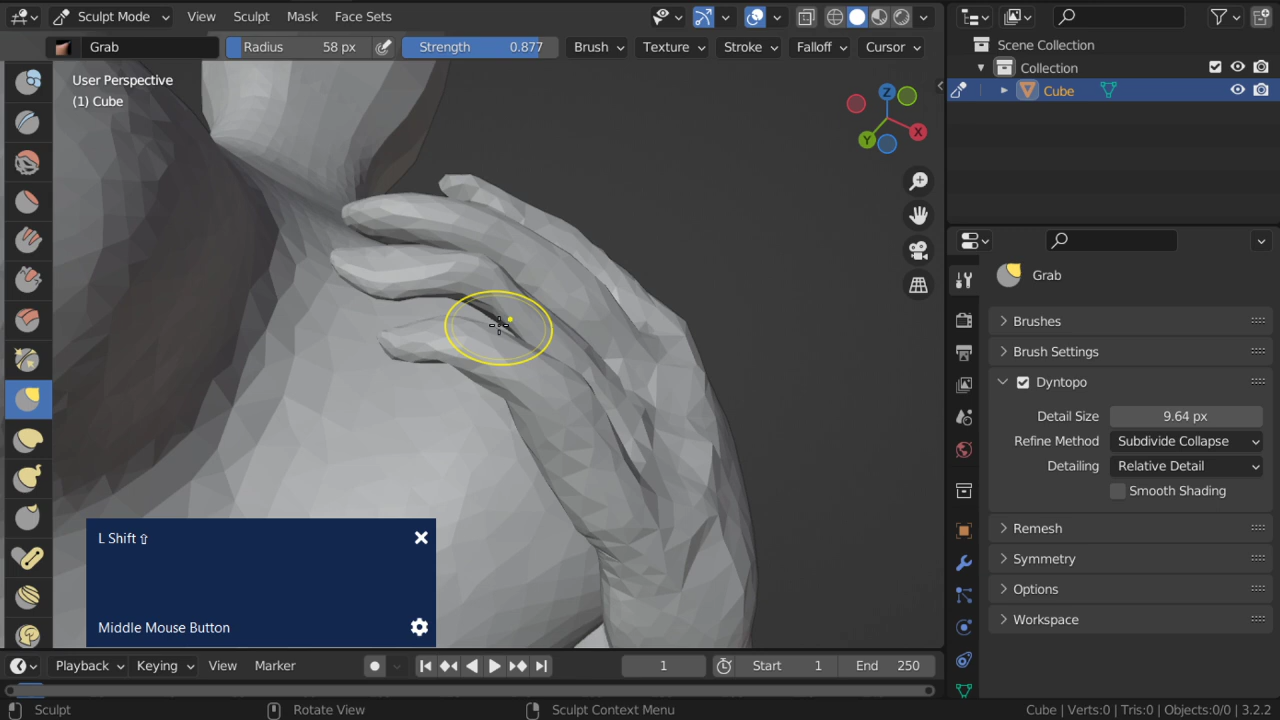 Sculpt Mode View Sculpt Mask Face Sets
Grab Radius 58 px Strength 0.877 Brush Texture Stroke Falloff Cursor
User Perspective
(1) Cube
Z
Y
X
L Shift ⇧
Middle Mouse Button
Scene Collection
Collection
Cube
Grab
Brushes
Brush Settings
Dyntopo
Detail Size 9.64 px
Refine Method Subdivide Collapse
Detailing Relative Detail
Smooth Shading
Remesh
Symmetry
Options
Workspace
Playback Keying View Marker 1 Start 1 End 250
Sculpt Rotate View Sculpt Context Menu Cube | Verts:0 | Tris:0 | Objects:0/0 | 3.2.2